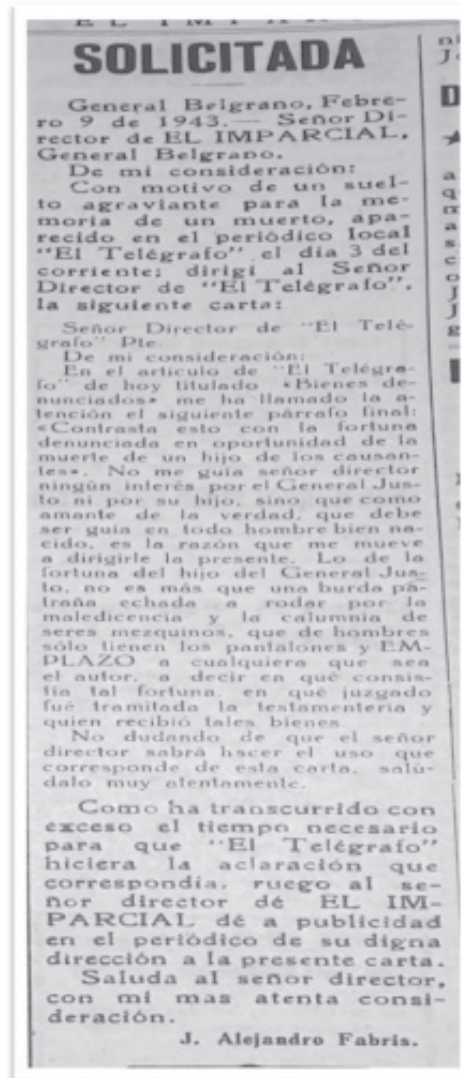 SOLICITADA
General Belgrano, Febre-
ro 9 de 1943.— Señor Di-
rector de EL IMPARCIAL,
General Belgrano.
De mi consideración:
Con motivo de un suel-
to agraviante para la me-
moria de un muerto, apa-
recido en el periódico local
"El Telégrafo" el dia 3 del
corriente; dirigí al Señor
Director de "El Telégrafo",
la siguiente carta:
Señor Director de "El Telé-
grafo" Pte.
De mi consideración:
En el articulo de "El Telégra-
fo" de hoy titulado «Bienes de-
nunciados» me ha llamado la a-
tención el siguiente párrafo final:
«Contrasta esto con la fortuna
denunciada en oportunidad de la
muerte de un hijo de los causan-
tes». No me guía señor director
ningún interés por el General Jus-
to ni por su hijo, sino que como
amante de la verdad, que debe
ser guía en todo hombre bien na-
cido, es la razón que me mueve
a dirigirle la presente. Lo de la
fortuna del hijo del General Jus-
to, no es más que una burda pa-
traña echada a rodar por la
maledicencia y la calumnia de
seres mezquinos, que de hombres
sólo tienen los pantalones y EM-
PLAZO a cualquiera que sea
el autor, a decir en qué consis-
tía tal fortuna, en qué juzgado
fué tramitada la testamentería y
quien recibió tales bienes.
No dudando de que el señor
director sabrá hacer el uso que
corresponde de esta carta, salú-
dalo muy atentamente.
Como ha transcurrido con
exceso el tiempo necesario
para que "El Telégrafo"
hiciera la aclaración que
correspondía, ruego al se-
ñor director dé EL IM-
PARCIAL dé a publicidad
en el periódico de su digna
dirección a la presente carta.
Saluda al señor director,
con mi mas atenta consi-
deración.
J. Alejandro Fabris.